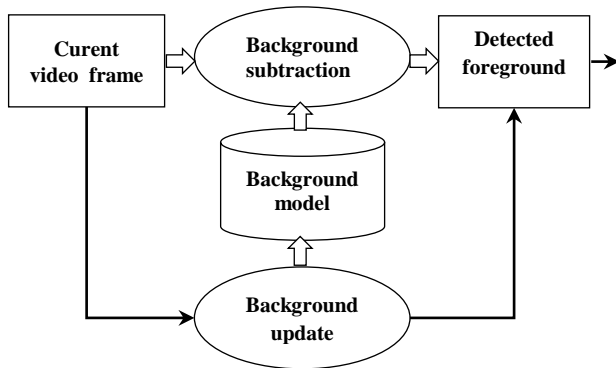 Curent
video frame
Background
subtraction
Detected
foreground
Background
model
Background
update